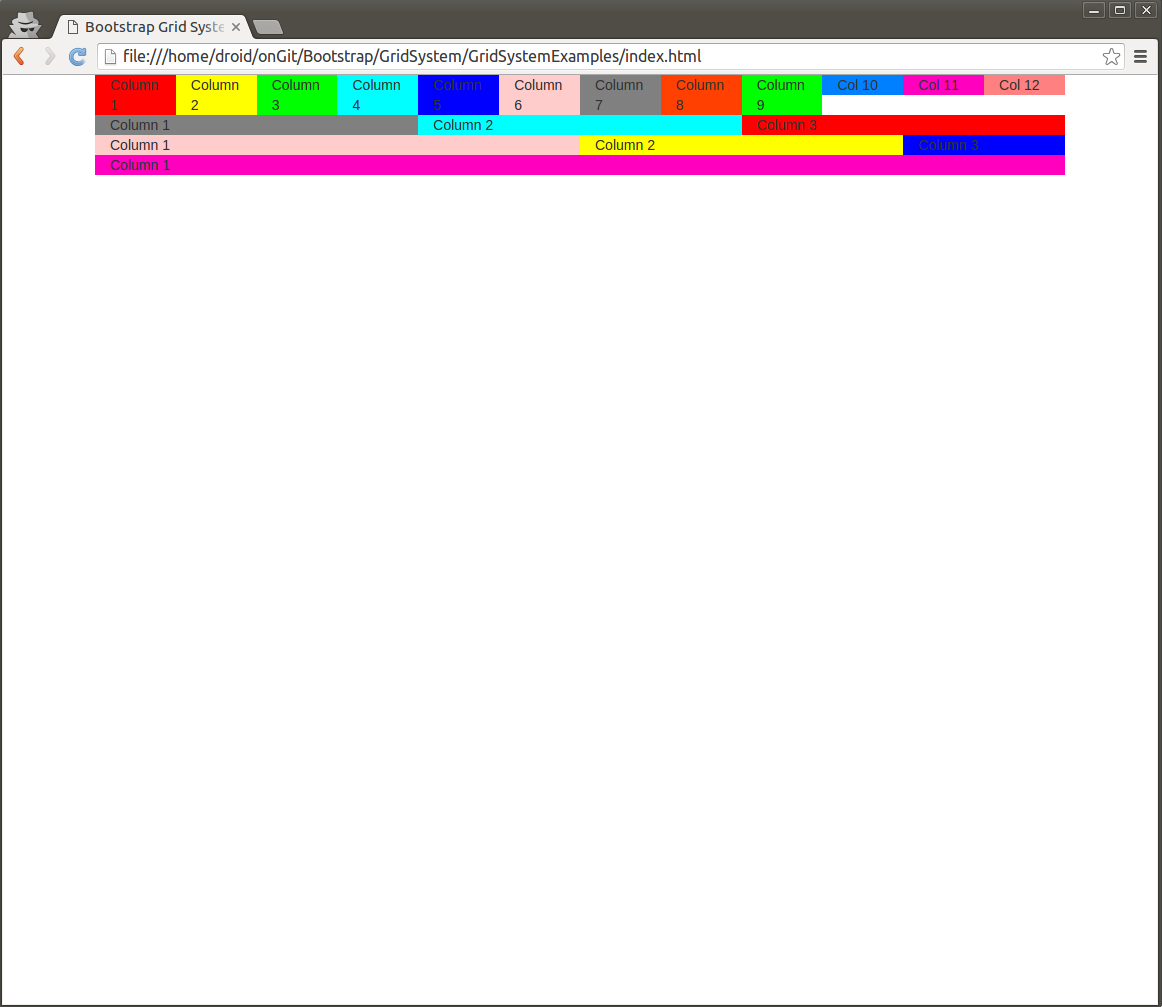 Bootstrap Grid Syste
file:///home/droid/onGit/Bootstrap/GridSystem/GridSystemExamples/index.html
Column 1 Column 2 Column 3 Column 4 Column 5 Column 6 Column 7 Column 8 Column 9 Col 10 Col 11 Col 12
Column 1 Column 2 Column 3
Column 1 Column 2 Column 3
Column 1